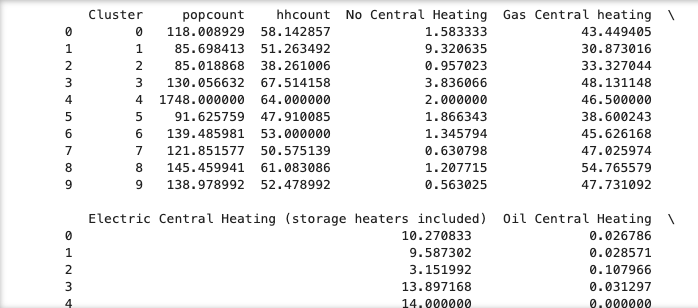 Cluster popcount hhcount No Central Heating Gas Central heating \
0 0 118.008929 58.142857 1.583333 43.449405
1 1 85.698413 51.263492 9.320635 30.873016
2 2 85.018868 38.261006 0.957023 33.327044
3 3 130.056632 67.514158 3.836066 48.131148
4 4 1748.000000 64.000000 2.000000 46.500000
5 5 91.625759 47.910085 1.866343 38.600243
6 6 139.485981 53.000000 1.345794 45.626168
7 7 121.851577 50.575139 0.630798 47.025974
8 8 145.459941 61.083086 1.207715 54.765579
9 9 138.978992 52.478992 0.563025 47.731092
Electric Central Heating (storage heaters included) Oil Central Heating \
0 10.270833 0.026786
1 9.587302 0.028571
2 3.151992 0.107966
3 13.897168 0.031297
4 14.000000 0.000000